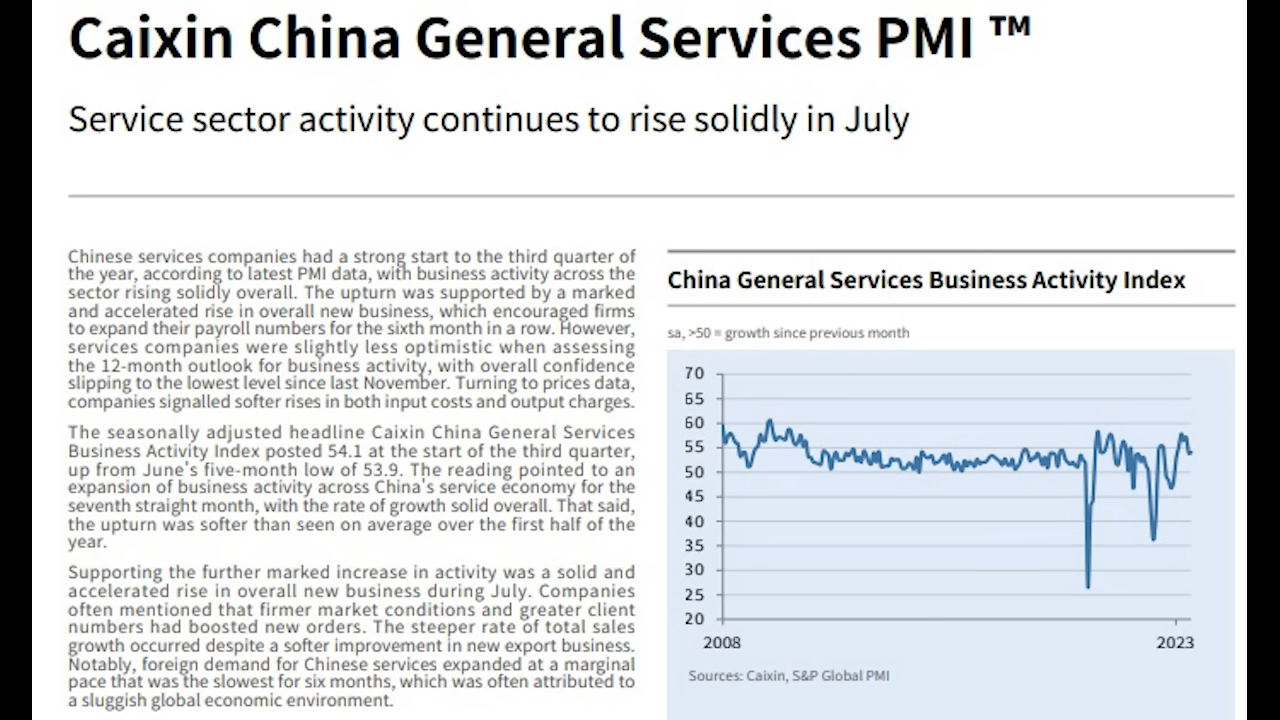 Caixin China General Services PMI ™
Service sector activity continues to rise solidly in July
Chinese services companies had a strong start to the third quarter of
the year, according to latest PMI data, with business activity across the
sector rising solidly overall. The upturn was supported by a marked
and accelerated rise in overall new business, which encouraged firms
to expand their payroll numbers for the sixth month in a row. However,
services companies were slightly less optimistic when assessing
the 12-month outlook for business activity, with overall confidence
slipping to the lowest level since last November. Turning to prices data,
companies signalled softer rises in both input costs and output charges.
The seasonally adjusted headline Caixin China General Services
Business Activity Index posted 54.1 at the start of the third quarter,
up from June's five-month low of 53.9. The reading pointed to an
expansion of business activity across China's service economy for the
seventh straight month, with the rate of growth solid overall. That said,
the upturn was softer than seen on average over the first half of the
year.
Supporting the further marked increase in activity was a solid and
accelerated rise in overall new business during July. Companies
often mentioned that firmer market conditions and greater client
numbers had boosted new orders. The steeper rate of total sales
growth occurred despite a softer improvement in new export business.
Notably, foreign demand for Chinese services expanded at a marginal
pace that was the slowest for six months, which was often attributed to
a sluggish global economic environment.
China General Services Business Activity Index
sa, >50 = growth since previous month
70
65
60
55
50
45
40
35
30
25
20
2008 2023
Sources: Caixin, S&P Global PMI